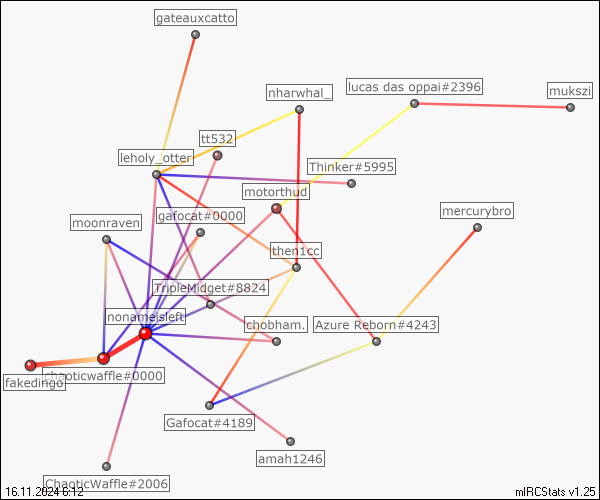 gateauxcatto
lucas das oppai#2396
mukszi
nharwhal_
tt532
leholy_otter
Thinker#5995
motorthud
mercurybro
gafocat#0000
moonraven
then1cc
TripleMidget#8824
nonameisleft
chobham.
Azure Reborn#4243
chaoticwaffle#0000
fakedingo
Gafocat#4189
amah1246
ChaoticWaffle#2006
16.11.2024 6:12
mIRCStats v1.25